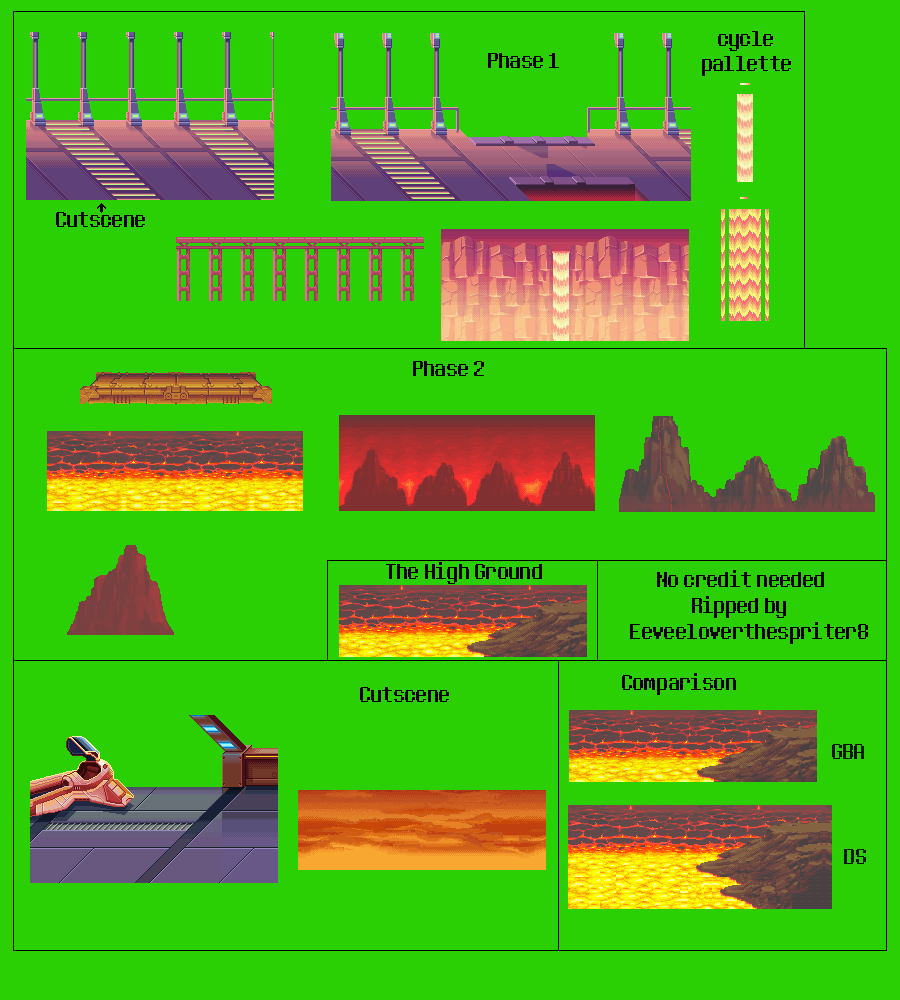 cycle
pallette
Phase 1
Cutscene
Phase 2
The High Ground
No credit needed
Ripped by
Eeveeloverthespriter8
Cutscene
Comparison
GBA
DS